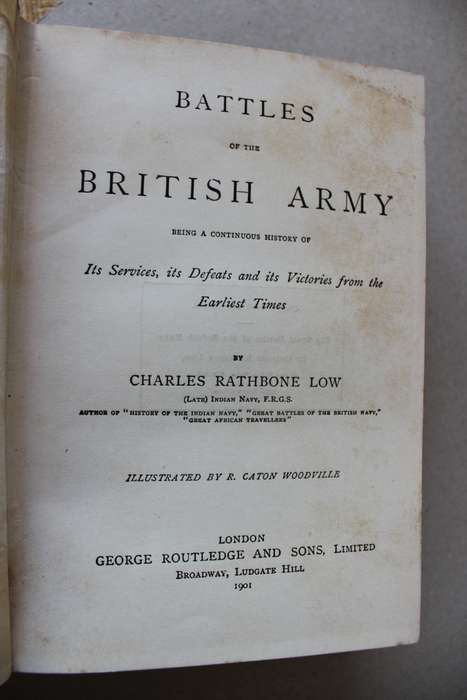 BATTLES
OF THE
BRITISH ARMY
BEING A CONTINUOUS HISTORY OF
Its Services, its Defeats and its Victories from the
Earliest Times
BY
CHARLES RATHBONE LOW
(LATE) INDIAN NAVY, F.R.G.S.
AUTHOR OF "HISTORY OF THE INDIAN NAVY," "GREAT BATTLES OF THE BRITISH NAVY,"
"GREAT AFRICAN TRAVELLERS"
ILLUSTRATED BY R. CATON WOODVILLE
LONDON
GEORGE ROUTLEDGE AND SONS, LIMITED
BROADWAY, LUDGATE HILL
1901